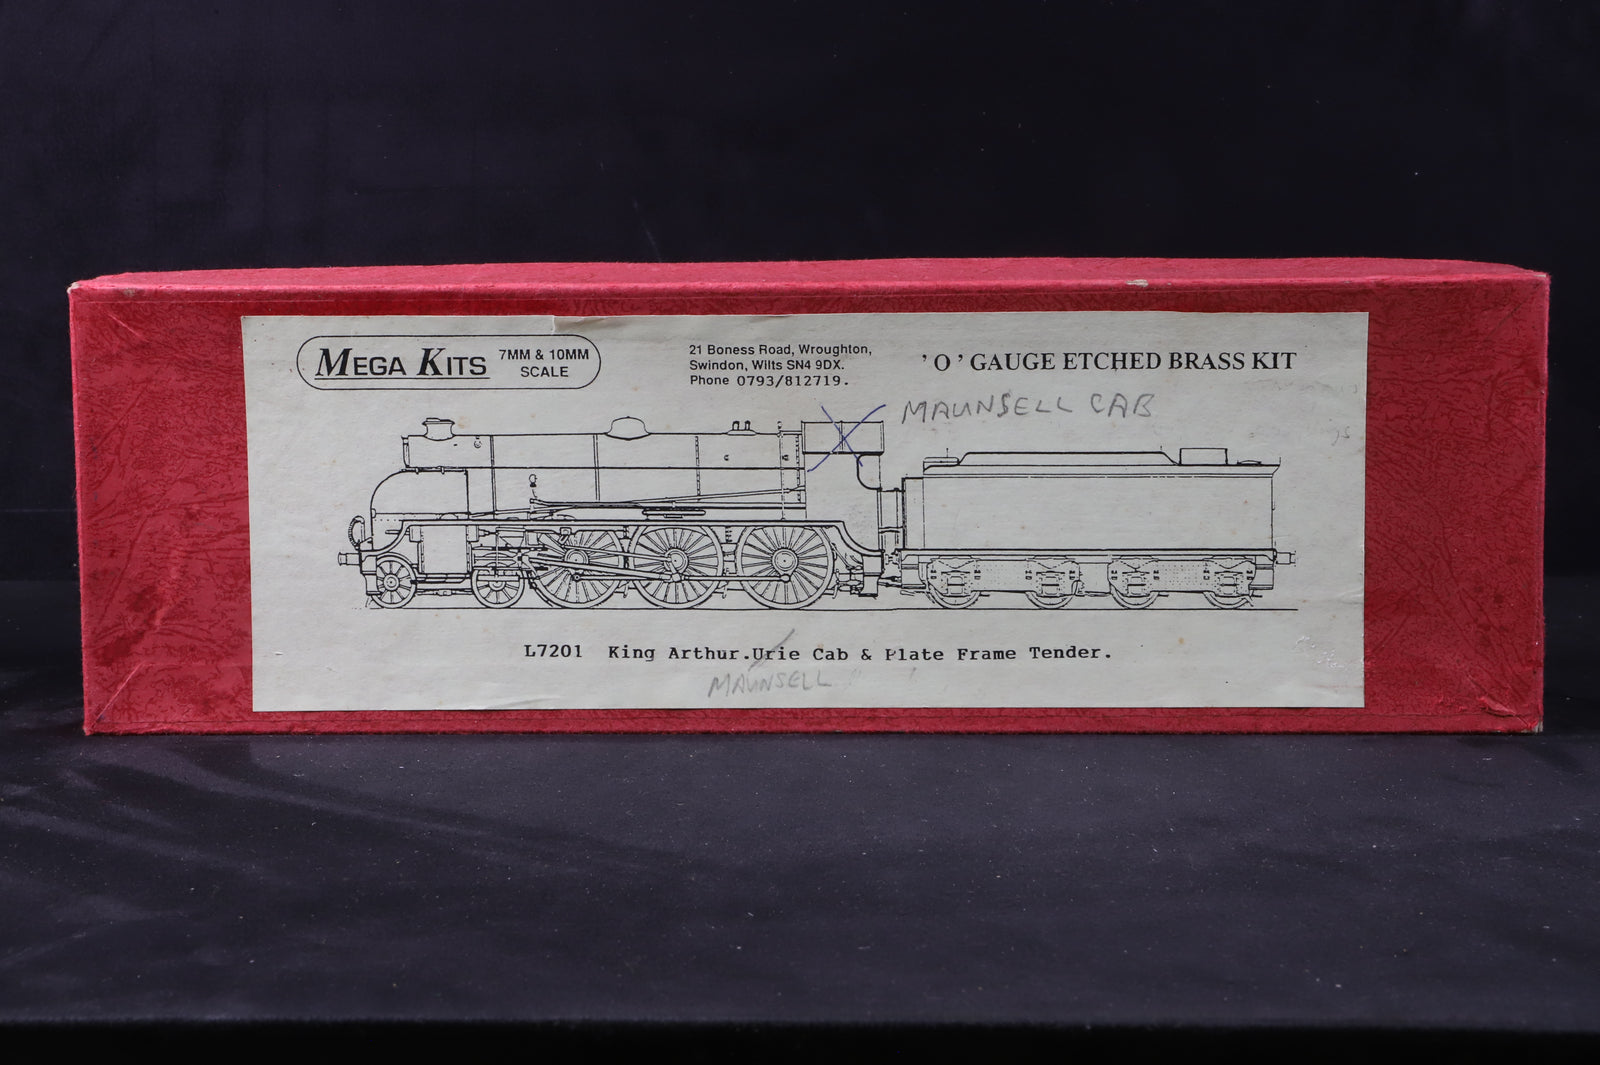 MEGA KITS
7MM & 10MM
SCALE
21 Boness Road, Wroughton,
Swindon, Wilts SN4 9DX.
Phone 0793/812719.
'O' GAUGE ETCHED BRASS KIT
MAUNSELL CAB
L7201 King Arthur.Urie Cab & Plate Frame Tender.
MAUNSELL "